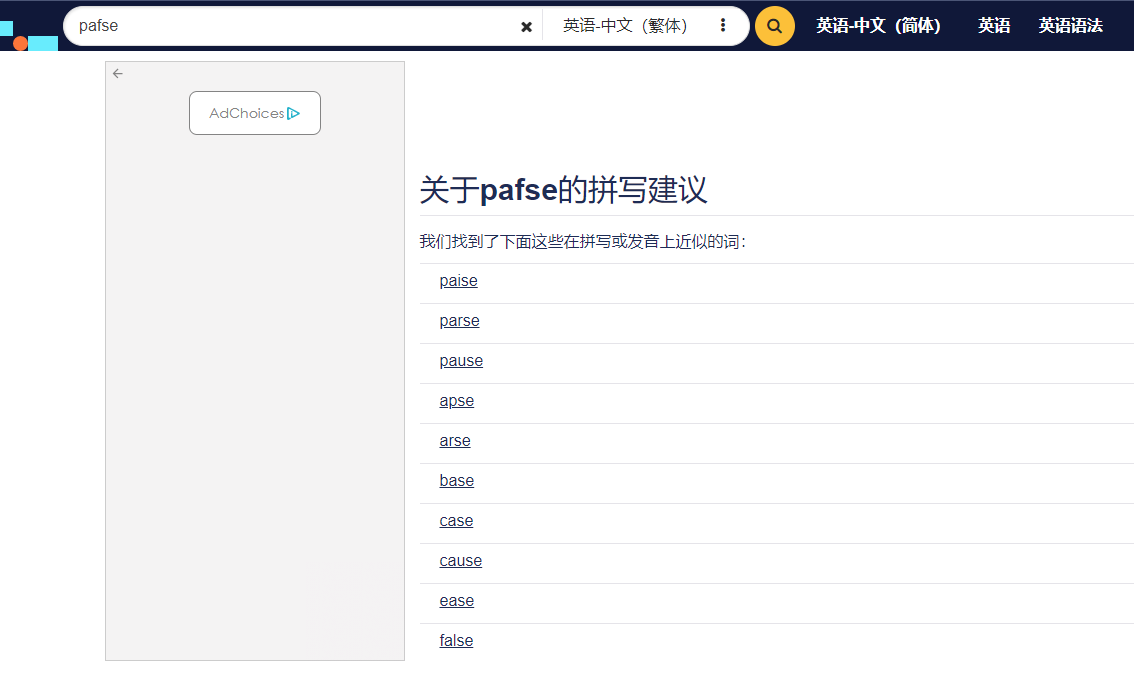 pafse
英语-中文（繁体）
英语-中文（简体）
英语
英语语法
AdChoices
关于pafse的拼写建议
我们找到了下面这些在拼写或发音上近似的词：
paise
parse
pause
apse
arse
base
case
cause
ease
false